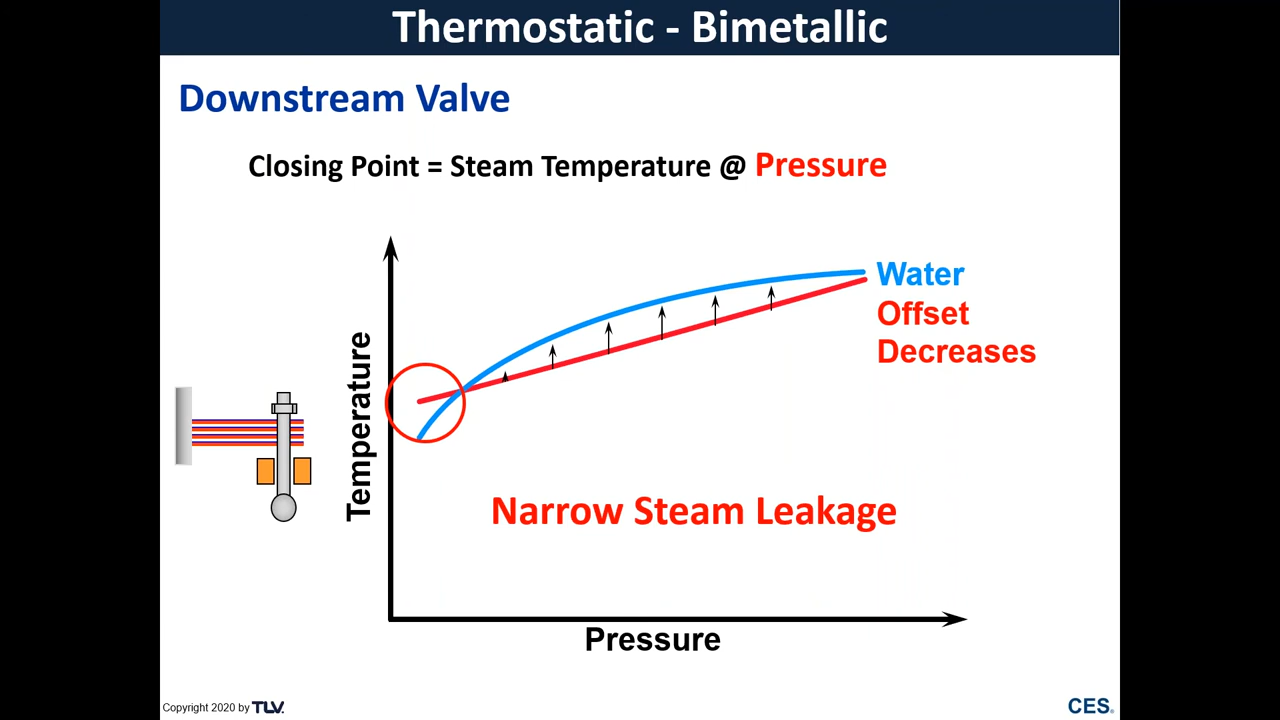 Thermostatic - Bimetallic
Downstream Valve
Closing Point = Steam Temperature @ Pressure
Water
Offset
Decreases
Temperature
Narrow Steam Leakage
Pressure
Copyright 2020 by TLV.
CES®